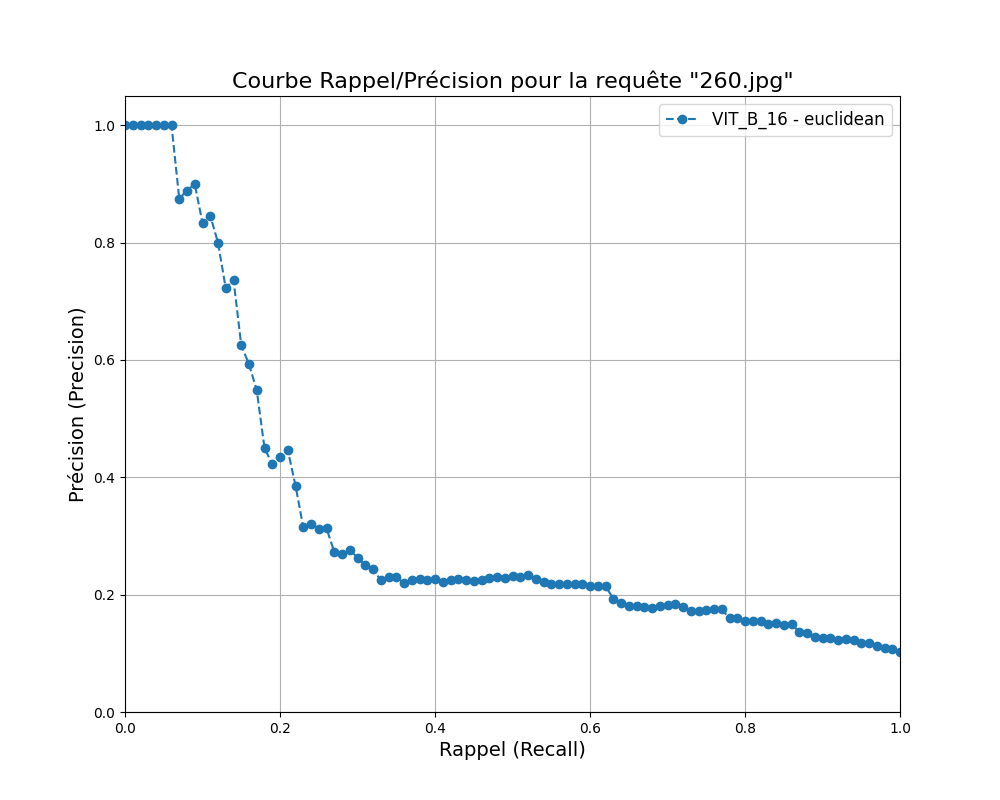 Courbe Rappel/Précision pour la requête "260.jpg"
VIT_B_16 - euclidean
1.0
0.8
0.6
0.4
0.2
0.0
Précision (Precision)
0.0 0.2 0.4 0.6 0.8 1.0
Rappel (Recall)